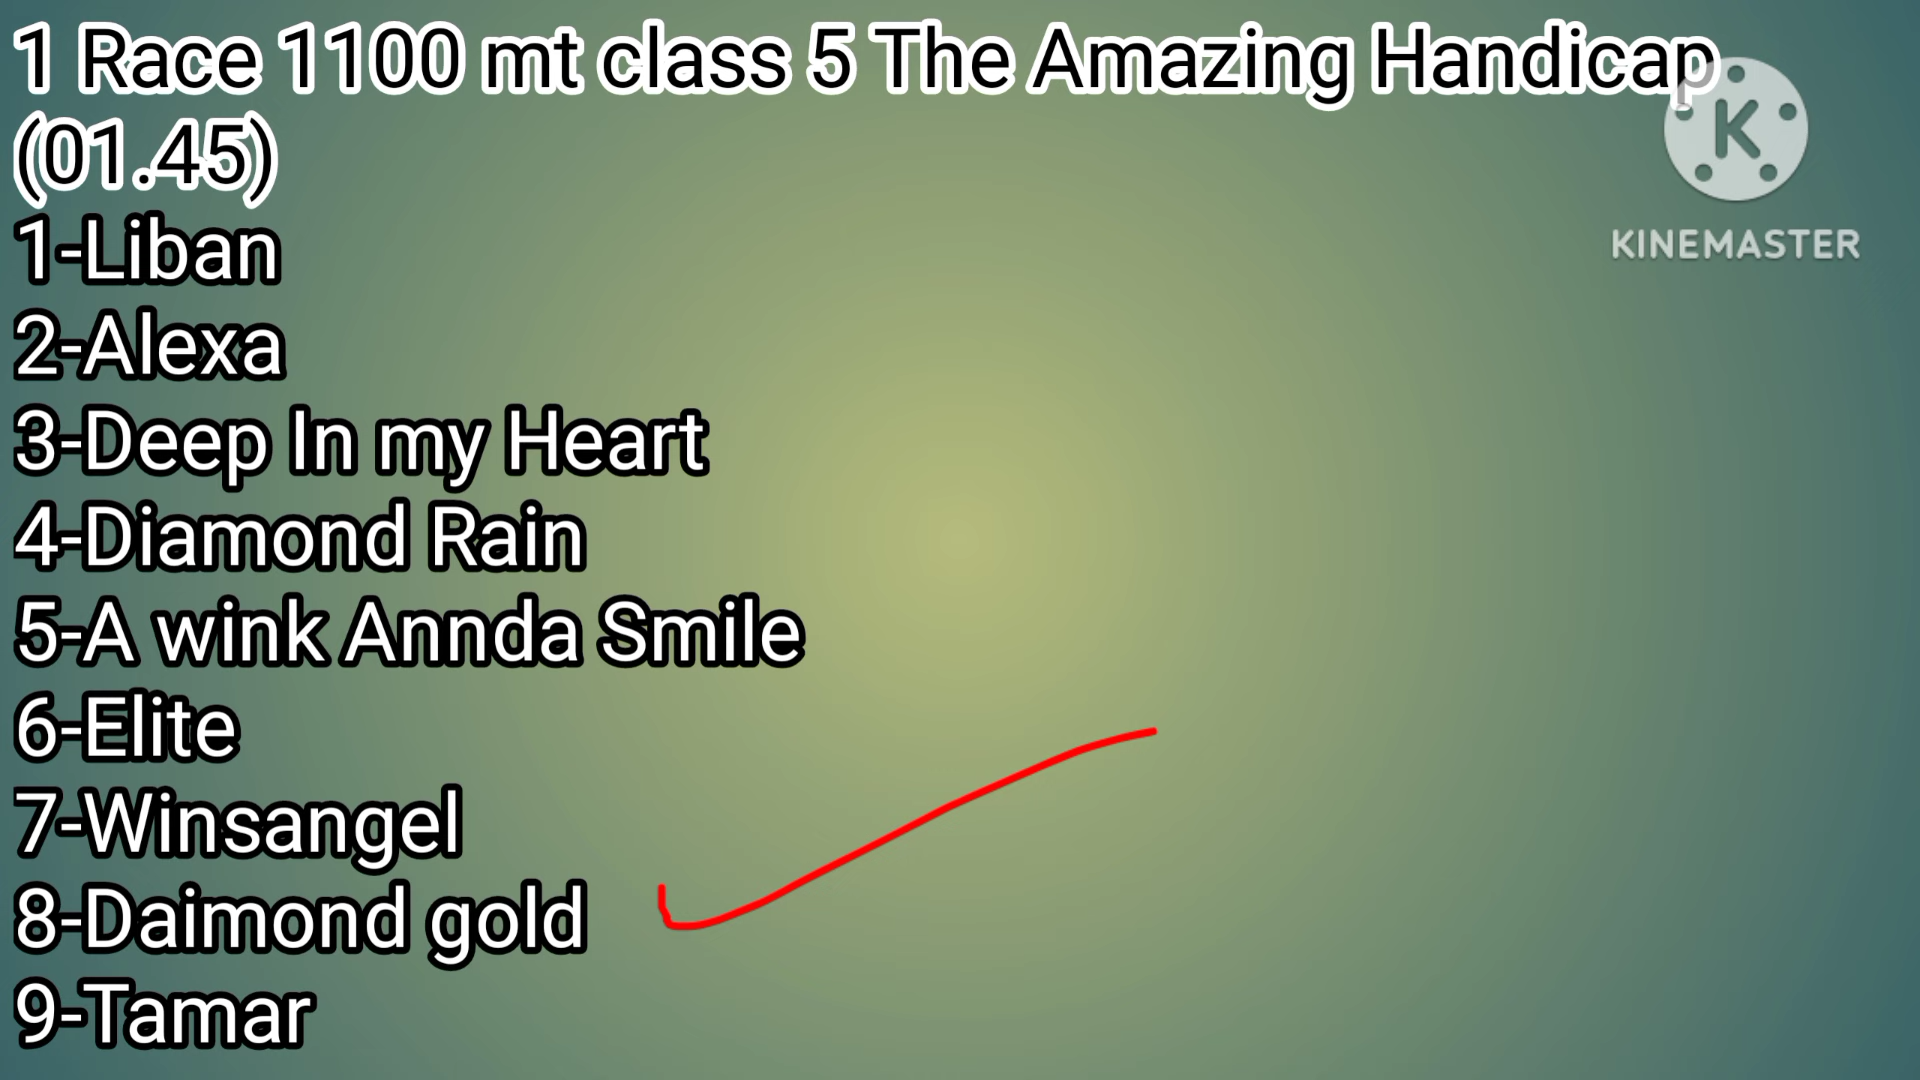 1 Race 1100 mt class 5 The Amazing Handicap
(01.45)
1-Liban
2-Alexa
3-Deep In my Heart
4-Diamond Rain
5-A wink Annda Smile
6-Elite
7-Winsangel
8-Daimond gold
9-Tamar
K
KINEMASTER